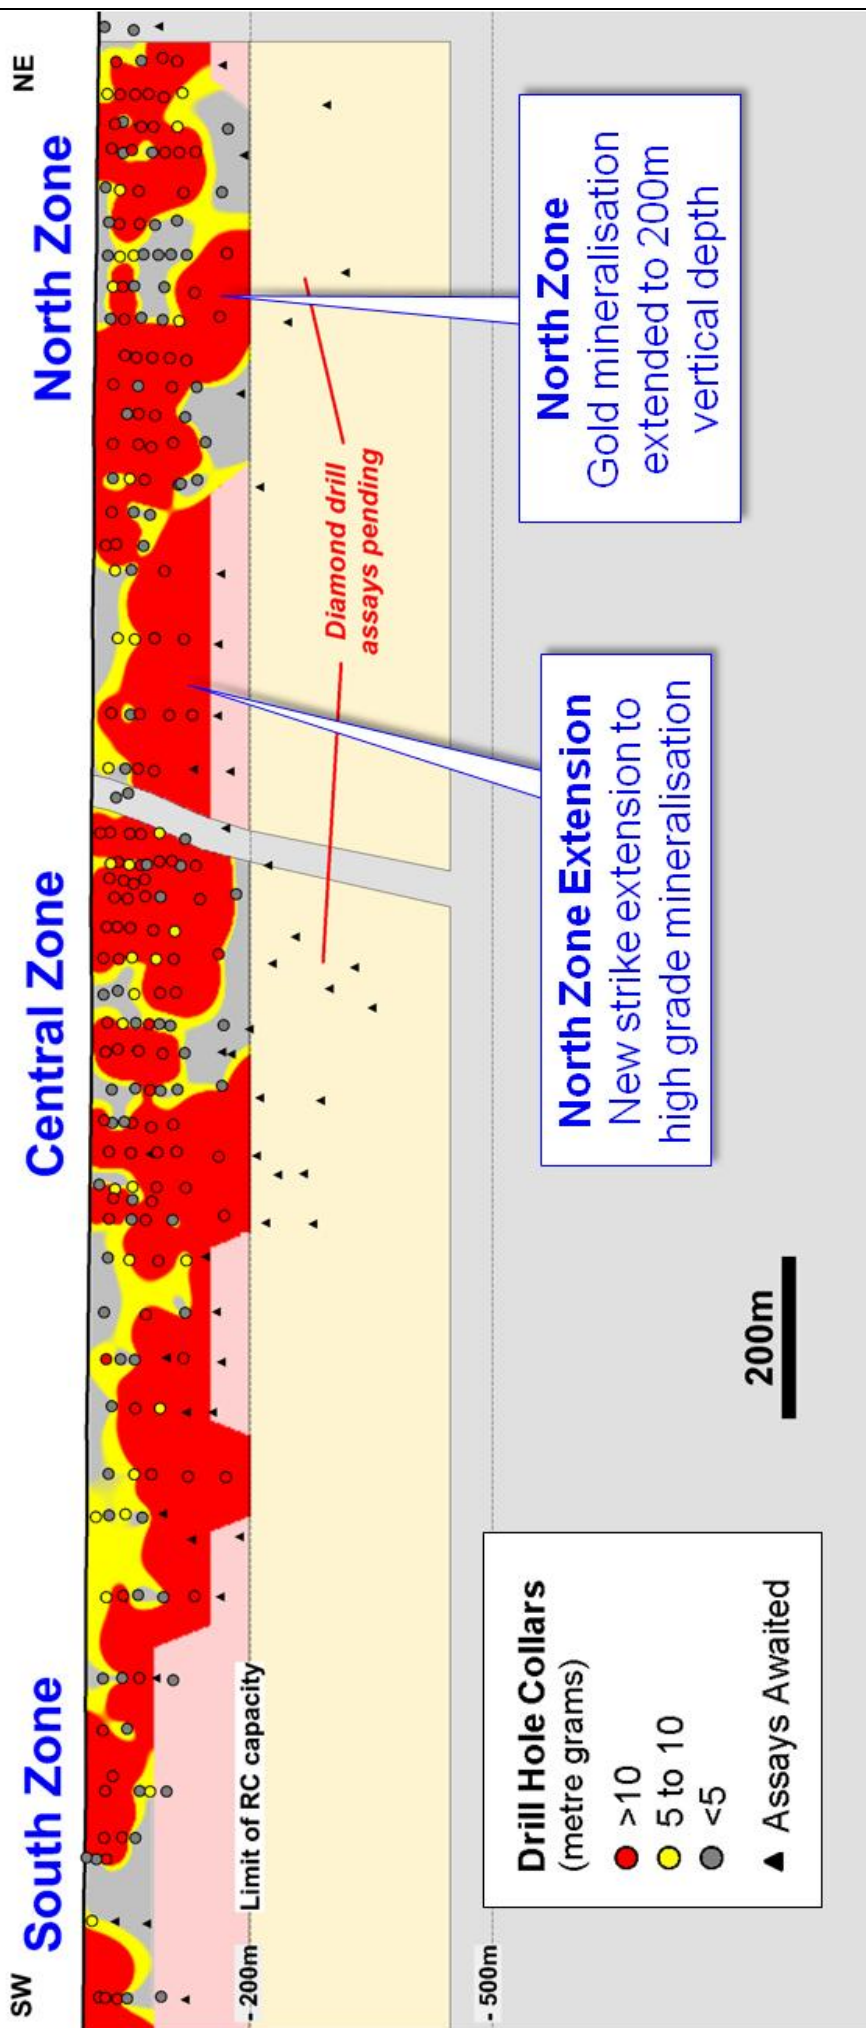 SW
NE
South Zone
Central Zone
North Zone
Diamond drill
assays pending
Limit of RC capacity
- 200m
- 500m
Drill Hole Collars
(metre grams)
>10
5 to 10
<5
Assays Awaited
200m
North Zone Extension
New strike extension to
high grade mineralisation
North Zone
Gold mineralisation
extended to 200m
vertical depth